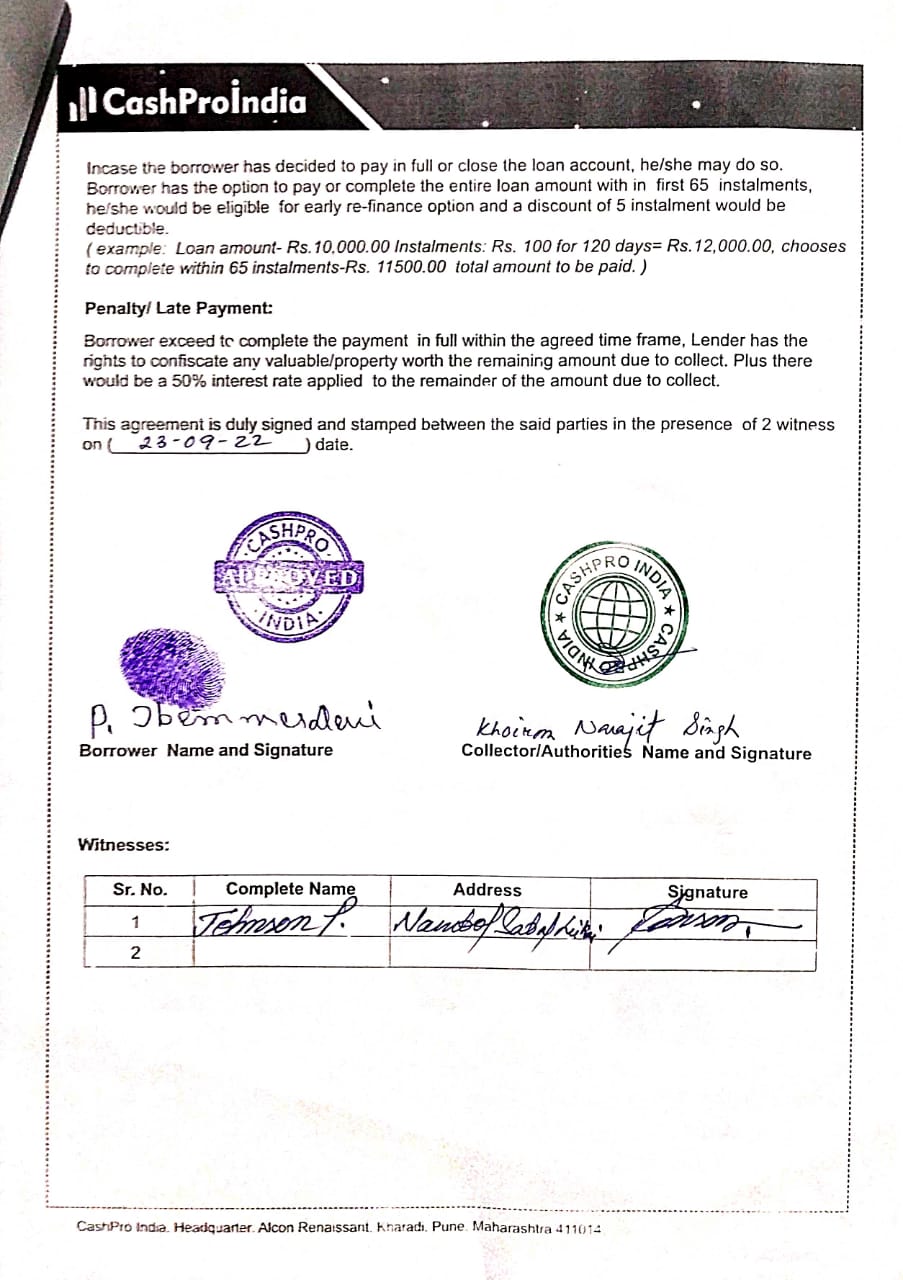 CashProIndia
Incase the borrower has decided to pay in full or close the loan account, he/she may do so.
Borrower has the option to pay or complete the entire loan amount with in first 65 instalments,
he/she would be eligible for early re-finance option and a discount of 5 instalment would be
deductible.
( example: Loan amount- Rs.10,000.00 Instalments: Rs. 100 for 120 days= Rs.12,000.00, chooses
to complete within 65 instalments-Rs. 11500.00 total amount to be paid. )
Penalty/ Late Payment:
Borrower exceed to complete the payment in full within the agreed time frame, Lender has the
rights to confiscate any valuable/property worth the remaining amount due to collect. Plus there
would be a 50% interest rate applied to the remainder of the amount due to collect.
This agreement is duly signed and stamped between the said parties in the presence of 2 witness
on ( 23-09-22 ) date.
CASHPRO
APPROVED
INDIA
CASHPRO INDIA ★ CASHPRO INDIA ★
P.
Khoirom Narajit Singh
Borrower Name and Signature
Collector/Authorities Name and Signature
Witnesses:
Sr. No. Complete Name Address Signature
1 Johnson P.
2
CashPro India. Headquarter. Alcon Renaissant. Kharadi. Pune. Maharashtra 411014